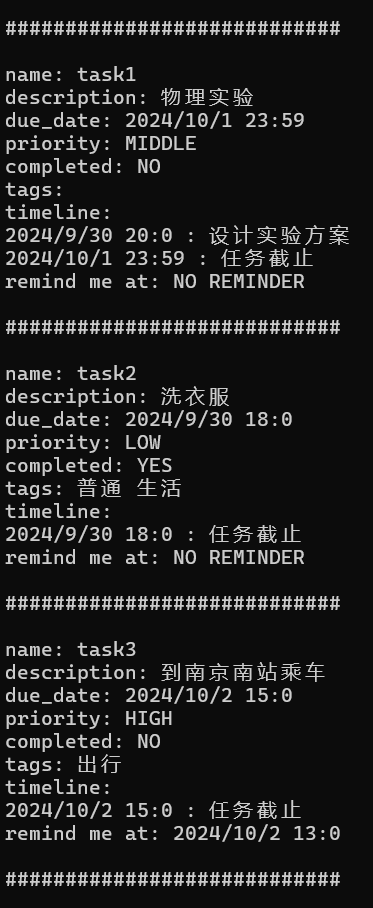 ############################
name: task1
description: 物理实验
due_date: 2024/10/1 23:59
priority: MIDDLE
completed: NO
tags:
timeline:
2024/9/30 20:0 : 设计实验方案
2024/10/1 23:59 : 任务截止
remind me at: NO REMINDER
############################
name: task2
description: 洗衣服
due_date: 2024/9/30 18:0
priority: LOW
completed: YES
tags: 普通 生活
timeline:
2024/9/30 18:0 : 任务截止
remind me at: NO REMINDER
############################
name: task3
description: 到南京南站乘车
due_date: 2024/10/2 15:0
priority: HIGH
completed: NO
tags: 出行
timeline:
2024/10/2 15:0 : 任务截止
remind me at: 2024/10/2 13:0
############################